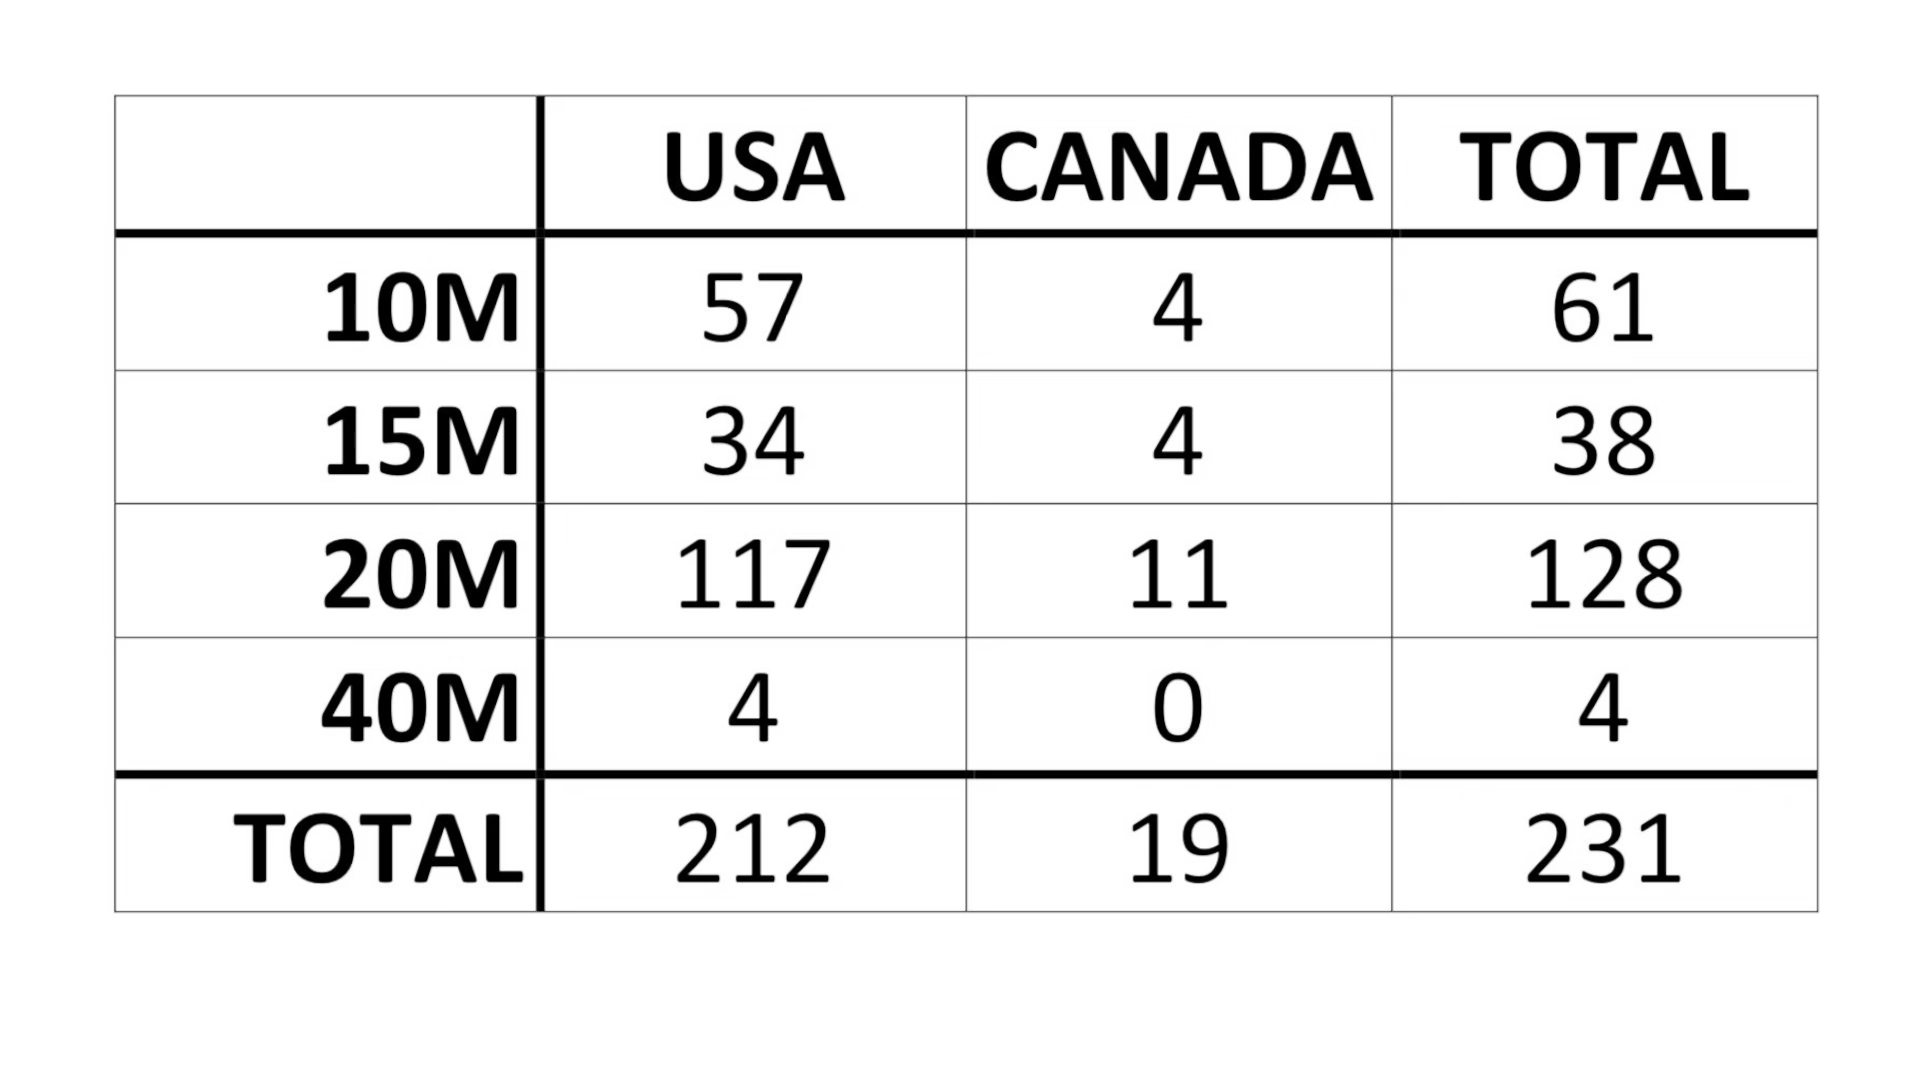 USA CANADA TOTAL
10M 57 4 61
15M 34 4 38
20M 117 11 128
40M 4 0 4
TOTAL 212 19 231